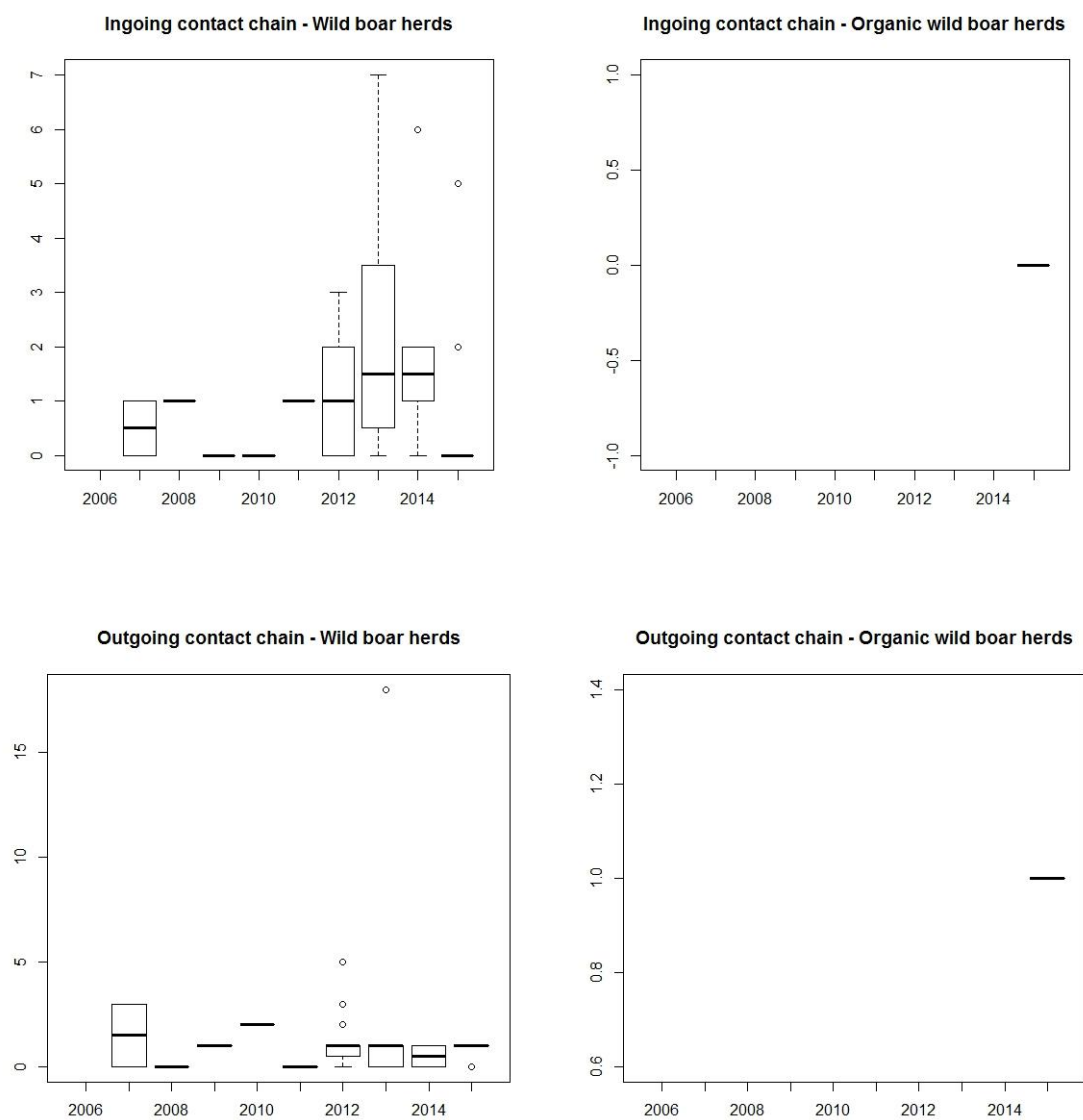 Ingoing contact chain - Wild boar herds
7
6
5
4
3
2
1
0
2006 2008 2010 2012 2014
Ingoing contact chain - Organic wild boar herds
1.0
0.5
0.0
-0.5
-1.0
2006 2008 2010 2012 2014
Outgoing contact chain - Wild boar herds
15
10
5
0
2006 2008 2010 2012 2014
Outgoing contact chain - Organic wild boar herds
1.4
1.2
1.0
0.8
0.6
2006 2008 2010 2012 2014